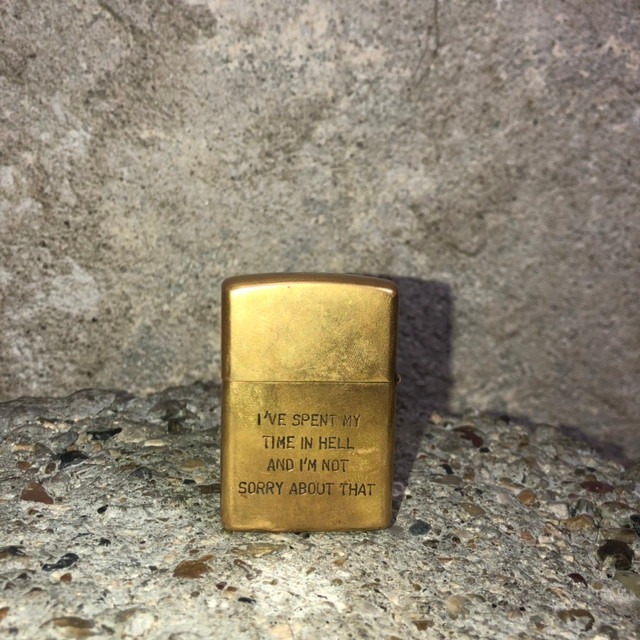 I'VE SPENT MY
TIME IN HELL
AND I'M NOT
SORRY ABOUT THAT